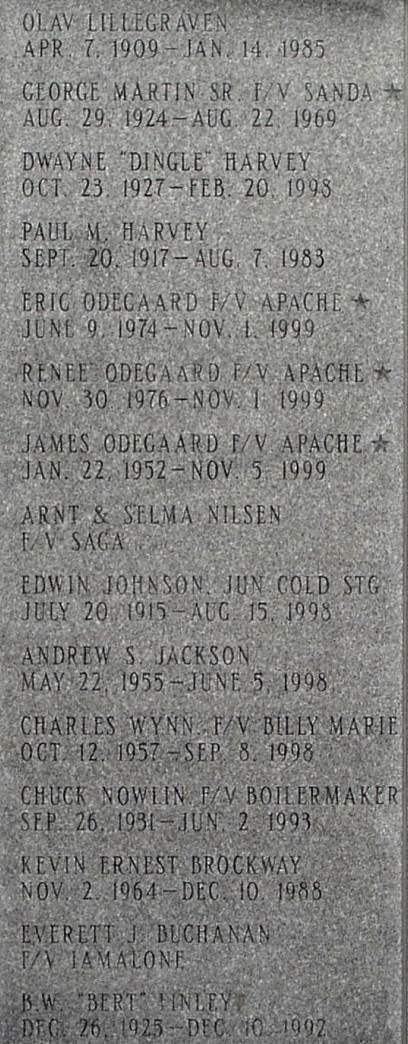 OLAV LILLEGRAVEN
APR. 7, 1909–JAN. 14, 1985
GEORGE MARTIN SR. F/V SANDA ★
AUG. 29, 1924–AUG. 22, 1969
DWAYNE "DINGLE" HARVEY
OCT. 23, 1927–FEB. 20, 1998
PAUL M. HARVEY
SEPT. 20, 1917–AUG. 7, 1983
ERIC ODEGAARD F/V APACHE ★
JUNE 9, 1974–NOV. 1, 1999
RENEE ODEGAARD F/V APACHE ★
NOV. 30, 1976–NOV. 1, 1999
JAMES ODEGAARD F/V APACHE ★
JAN. 22, 1952–NOV. 5, 1999
ARNT & SELMA NILSEN
F/V SAGA
EDWIN JOHNSON, JUN COLD STG
JULY 20, 1915–AUG. 15, 1998
ANDREW S. JACKSON
MAY 22, 1955–JUNE 5, 1998
CHARLES WYNN, F/V BILLY MARIE
OCT. 12, 1957–SEP. 8, 1998
CHUCK NOWLIN, F/V BOILERMAKER
SEP. 26, 1931–JUN. 2, 1993
KEVIN ERNEST BROCKWAY
NOV. 2, 1964–DEC. 10, 1988
EVERETT J. BUCHANAN
F/V TAMALONE
B.W. "BERT" FINLEY
DEC. 26, 1925–DEC. 10, 1992